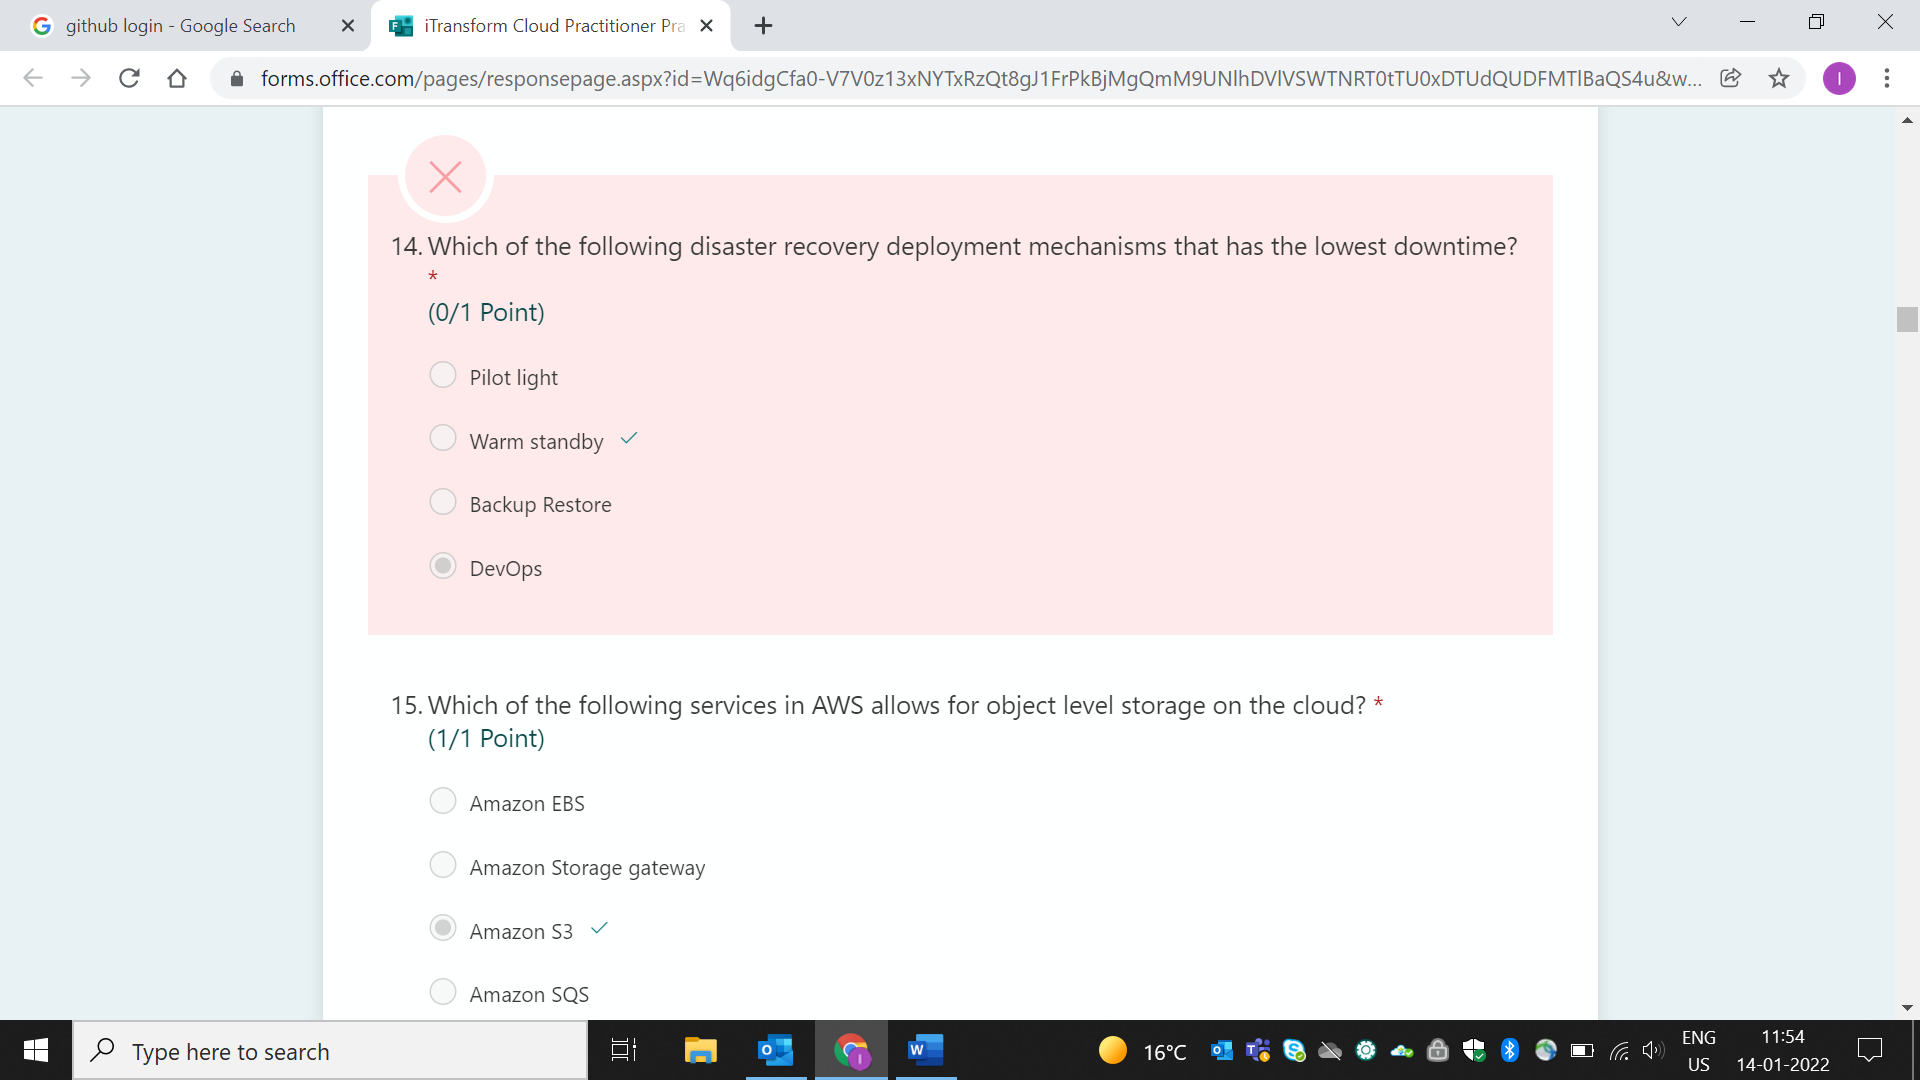 github login - Google Search
iTransform Cloud Practitioner Pra
forms.office.com/pages/responsepage.aspx?id=Wq6idgCfa0-V7V0z13xNYTxRzQt8gJ1FrPkBjMgQmM9UNlhDVlVSWTNRT0tTU0xDTUdQUDFMTlBaQS4u&w...
I
14. Which of the following disaster recovery deployment mechanisms that has the lowest downtime?
*
(0/1 Point)
Pilot light
Warm standby
Backup Restore
DevOps
15. Which of the following services in AWS allows for object level storage on the cloud? *
(1/1 Point)
Amazon EBS
Amazon Storage gateway
Amazon S3
Amazon SQS
Type here to search
16°C
ENG
US
11:54
14-01-2022